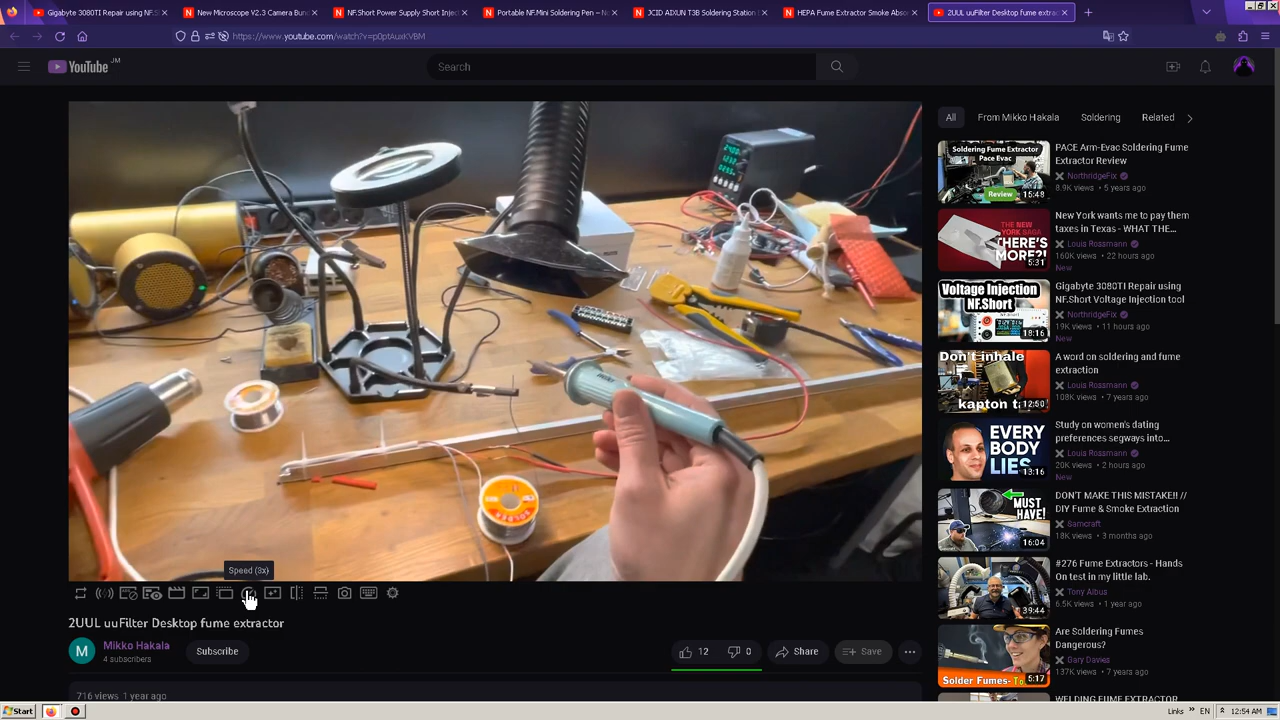 Gigabyte 3080TI Repair using NF.S
New Microscope V2.3 Camera Bun
NF.Short Power Supply Short Inject
Portable NF.Mini Soldering Pen – No
JCID AIXUN T3B Soldering Station
HEPA Fume Extractor Smoke Abso
2UUL uuFilter Desktop fume extrac
https://www.youtube.com/watch?v=p0ptAuxKVBM
YouTube JM
Search
All
From Mikko Hakala
Soldering
Related
Soldering Fume Extractor
Pace Evac
Review
15:48
PACE Arm-Evac Soldering Fume
Extractor Review
NorthridgeFix
8.9K views • 5 years ago
THE NEW
YORK SAGA
THERE'S
MORE?!
5:31
New York wants me to pay them
taxes in Texas - WHAT THE...
Louis Rossmann
160K views • 22 hours ago
New
Voltage Injection
NF.Short
18:16
Gigabyte 3080TI Repair using
NF.Short Voltage Injection tool
NorthridgeFix
19K views • 11 hours ago
New
Don't inhale
kapton t
12:50
A word on soldering and fume
extraction
Louis Rossmann
108K views • 7 years ago
EVERY
BODY
LIES
13:16
Study on women's dating
preferences segways into...
Louis Rossmann
20K views • 2 hours ago
New
MUST
HAVE!
16:04
DON'T MAKE THIS MISTAKE!! //
DIY Fume & Smoke Extraction
Samcraft
18K views • 3 months ago
39:44
#276 Fume Extractors - Hands
On test in my little lab.
Tony Albus
6.5K views • 1 year ago
Solder Fumes- To
5:17
Are Soldering Fumes
Dangerous?
Gary Davies
137K views • 7 years ago
WELDING FUME EXTRACTOR
SOLDER
Speed (3x)
2UUL uuFilter Desktop fume extractor
M
Mikko Hakala
4 subscribers
Subscribe
12
0
Share
Save
716 views 1 year ago
Start
Links
EN
12:54 AM